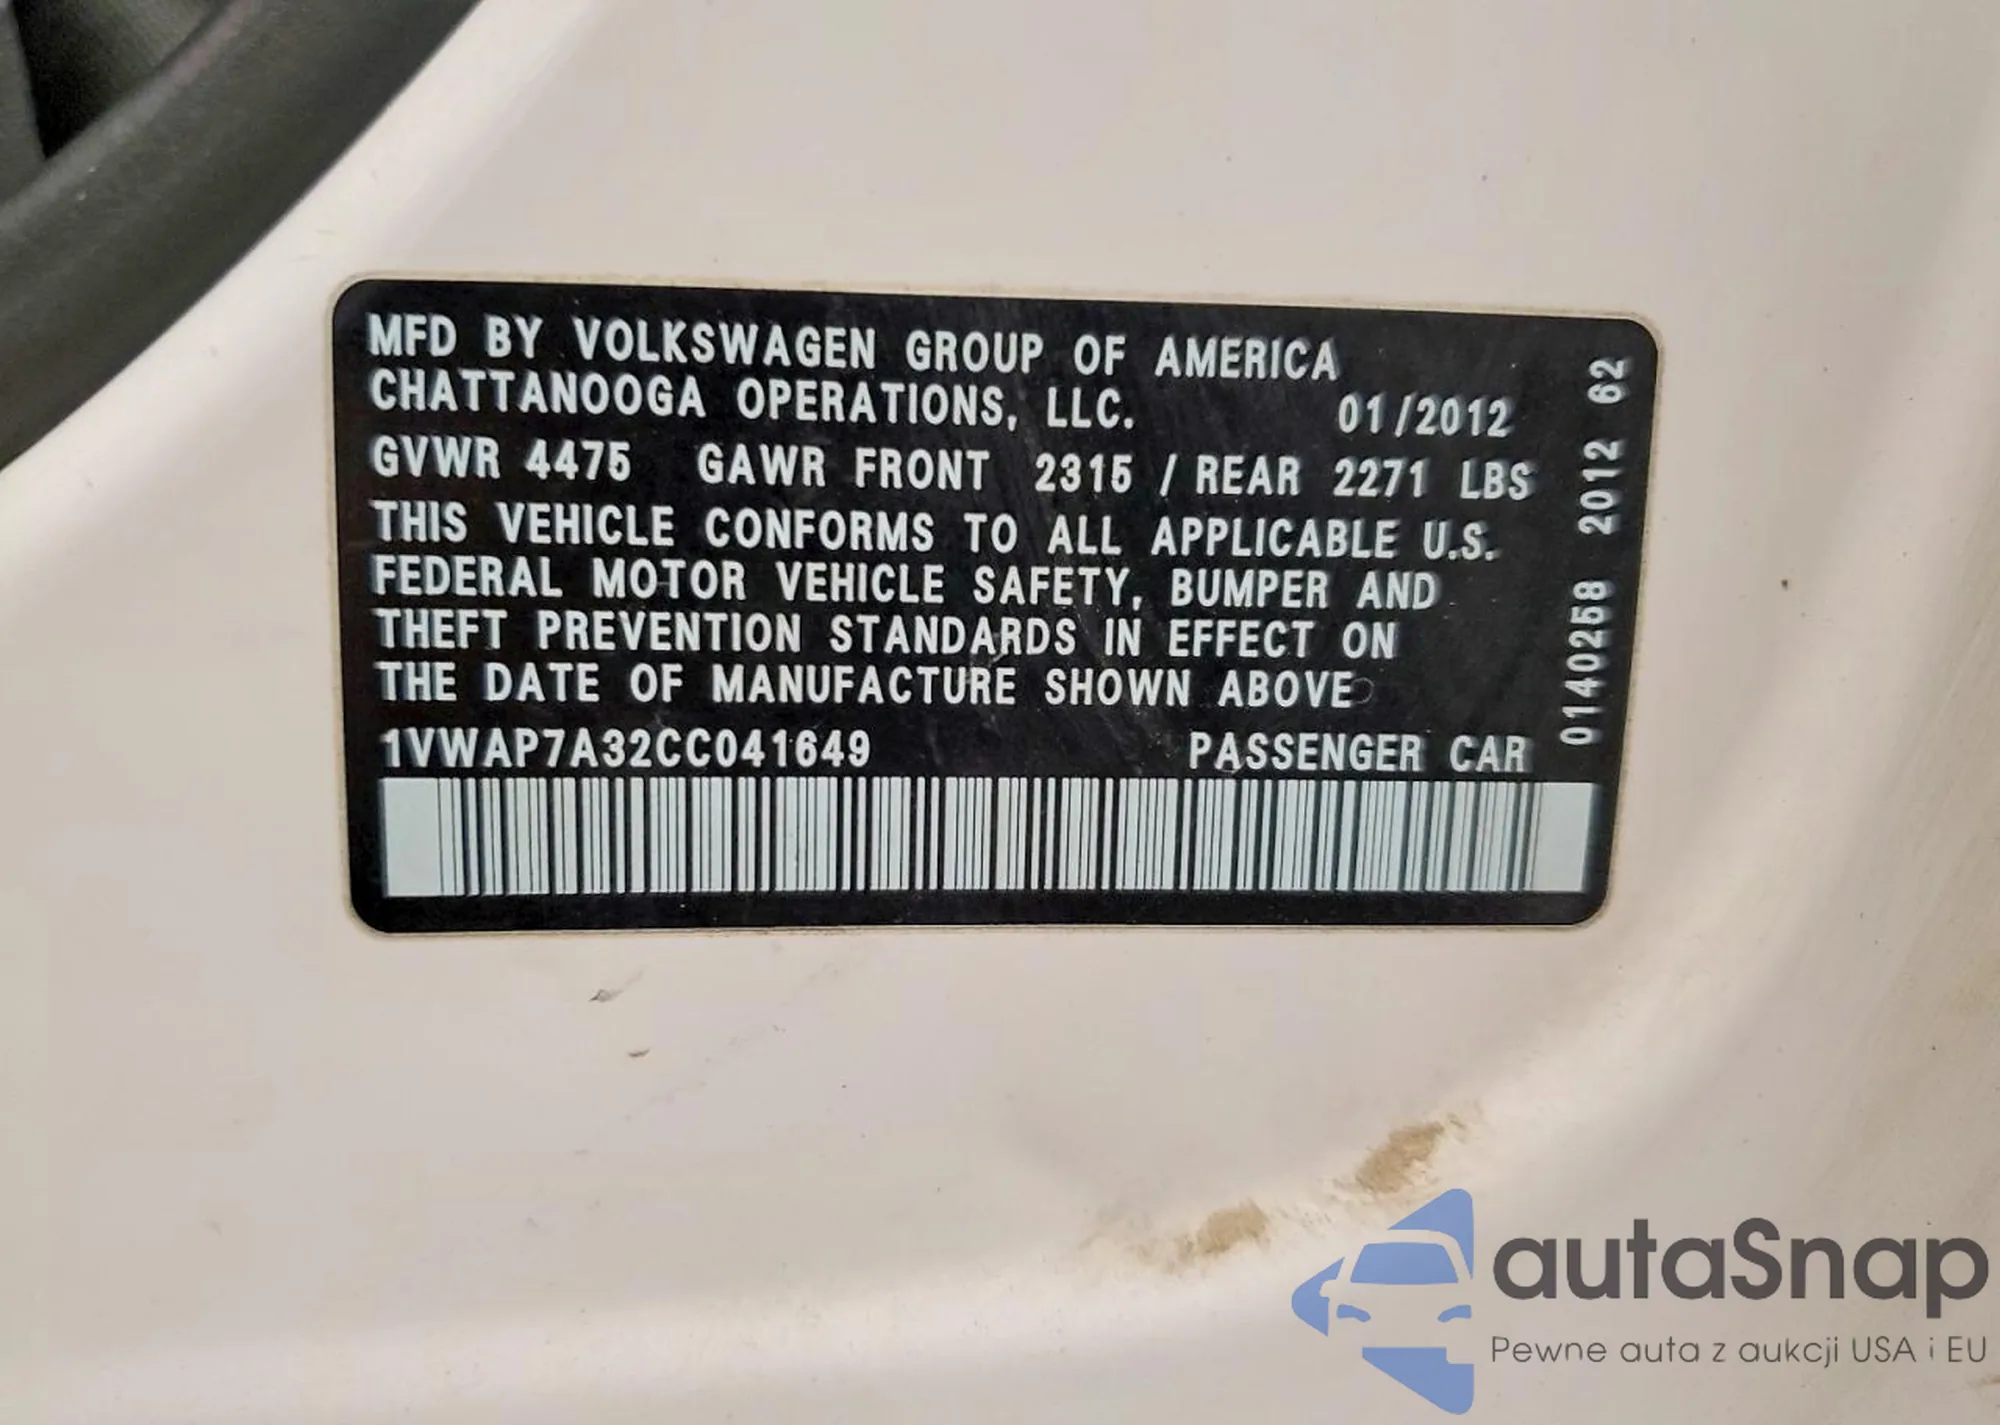 MFD BY VOLKSWAGEN GROUP OF AMERICA
CHATTANOOGA OPERATIONS, LLC. 01/2012
GVWR 4475 GAWR FRONT 2315 / REAR 2271 LBS
THIS VEHICLE CONFORMS TO ALL APPLICABLE U.S.
FEDERAL MOTOR VEHICLE SAFETY, BUMPER AND
THEFT PREVENTION STANDARDS IN EFFECT ON
THE DATE OF MANUFACTURE SHOWN ABOVE
1VWAP7A32CC041649 PASSENGER CAR
0140258 2012 62
autaSnap
Pewne auta z aukcji USA i EU